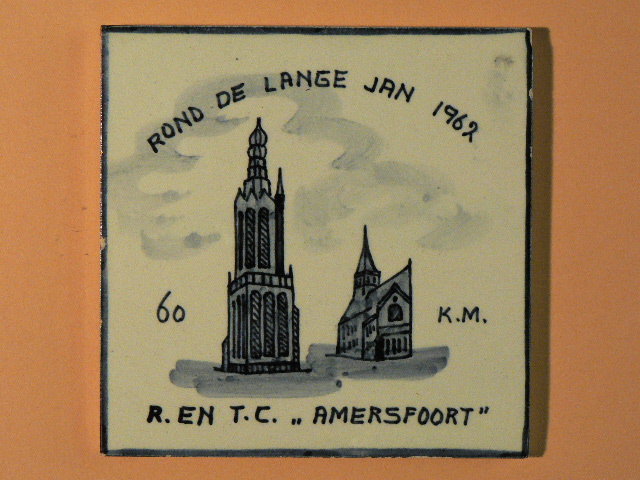 ROND DE LANGE JAN 1962
60 K.M.
R. EN T.C. „ AMERSFOORT"